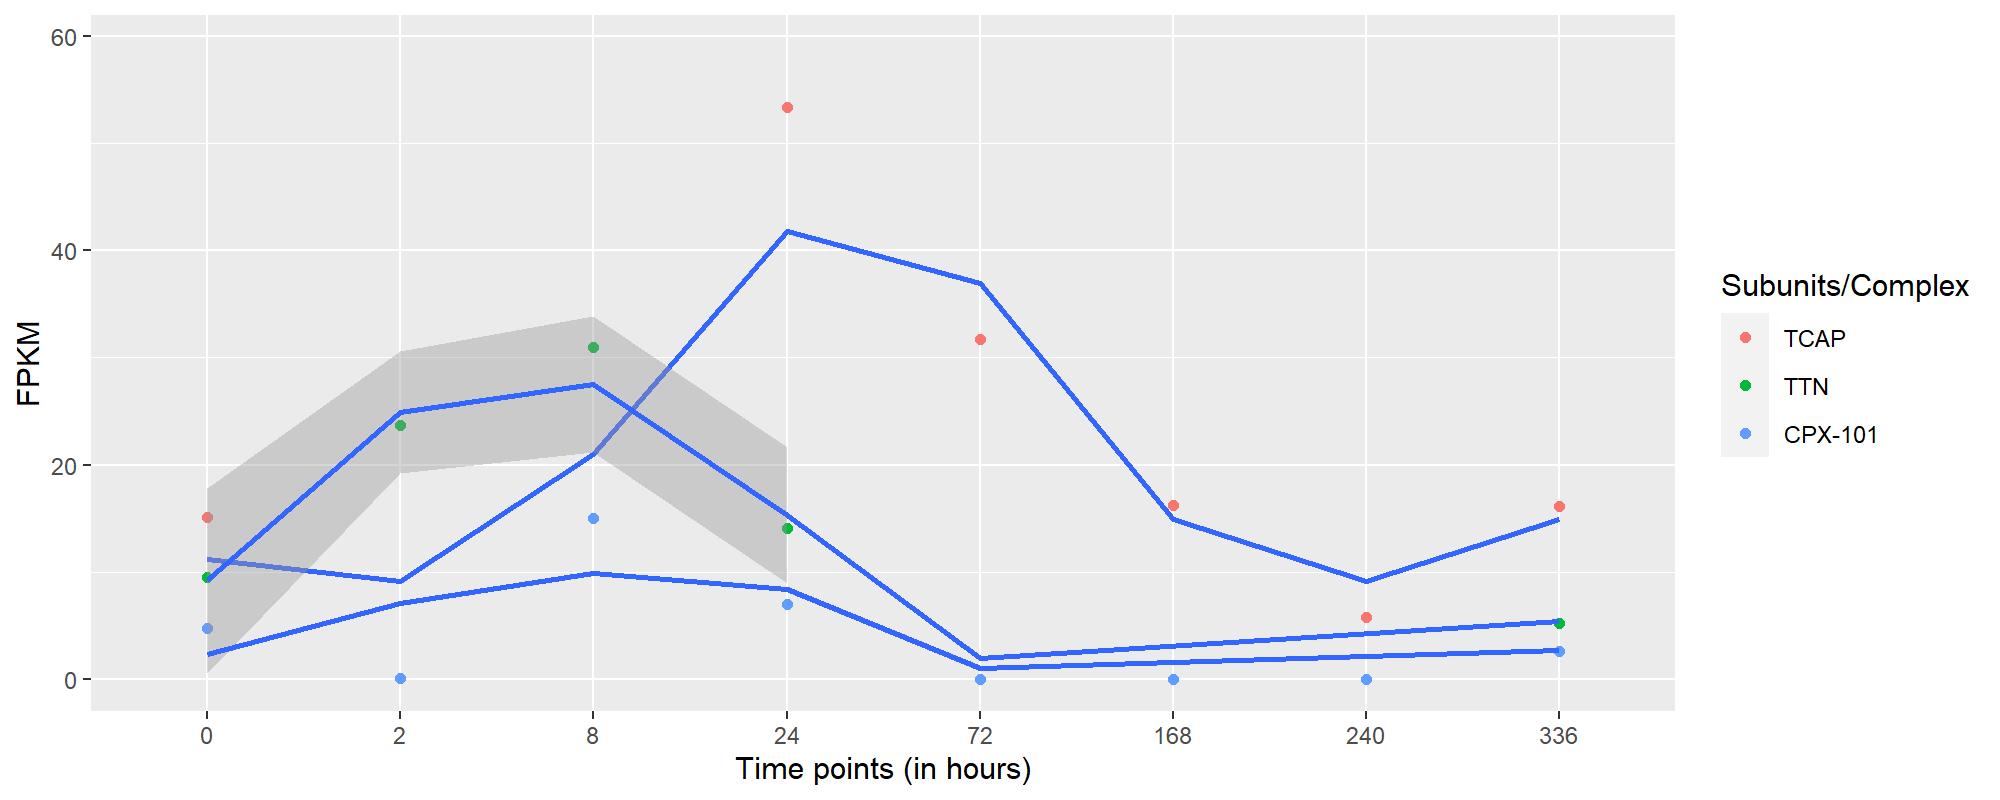 60
40
20
0
FPKM
0 2 8 24 72 168 240 336
Time points (in hours)
Subunits/Complex
TCAP
TTN
CPX-101